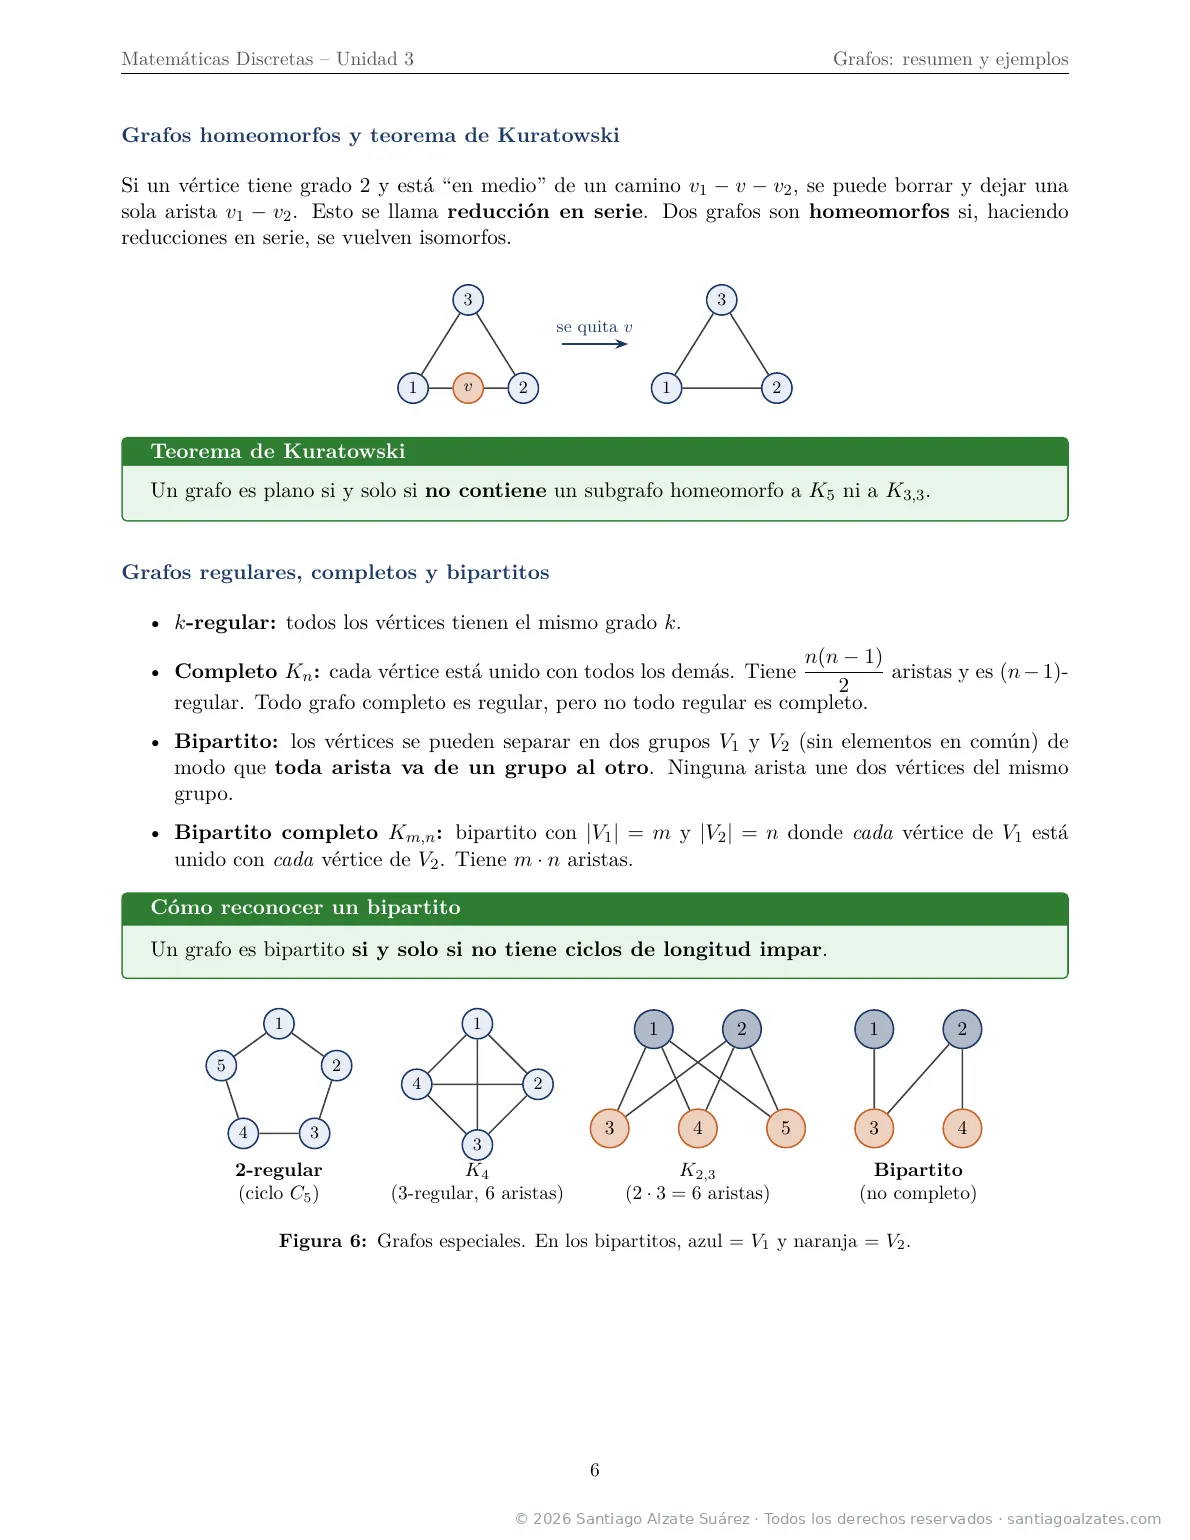 Matemáticas Discretas – Unidad 3
Grafos: resumen y ejemplos
Grafos homeomorfos y teorema de Kuratowski
Si un vértice tiene grado 2 y está “en medio” de un camino v₁ − v − v₂, se puede borrar y dejar una
sola arista v₁ − v₂. Esto se llama reducción en serie. Dos grafos son homeomorfos si, haciendo
reducciones en serie, se vuelven isomorfos.
3
1
v
2
se quita v
3
1
2
Teorema de Kuratowski
Un grafo es plano si y solo si no contiene un subgrafo homeomorfo a K₅ ni a K₃,₃.
Grafos regulares, completos y bipartitos
• k-regular: todos los vértices tienen el mismo grado k.
• Completo Kₙ: cada vértice está unido con todos los demás. Tiene n(n − 1)/2 aristas y es (n − 1)-
regular. Todo grafo completo es regular, pero no todo regular es completo.
• Bipartito: los vértices se pueden separar en dos grupos V₁ y V₂ (sin elementos en común) de
modo que toda arista va de un grupo al otro. Ninguna arista une dos vértices del mismo
grupo.
• Bipartito completo Kₘ,ₙ: bipartito con |V₁| = m y |V₂| = n donde cada vértice de V₁ está
unido con cada vértice de V₂. Tiene m · n aristas.
Cómo reconocer un bipartito
Un grafo es bipartito si y solo si no tiene ciclos de longitud impar.
1
5
2
4
3
2-regular
(ciclo C₅)
1
4
2
3
K₄
(3-regular, 6 aristas)
1
2
3
4
5
K₂,₃
(2 · 3 = 6 aristas)
1
2
3
4
Bipartito
(no completo)
Figura 6: Grafos especiales. En los bipartitos, azul = V₁ y naranja = V₂.
6
© 2026 Santiago Alzate Suárez · Todos los derechos reservados · santiagoalzates.com